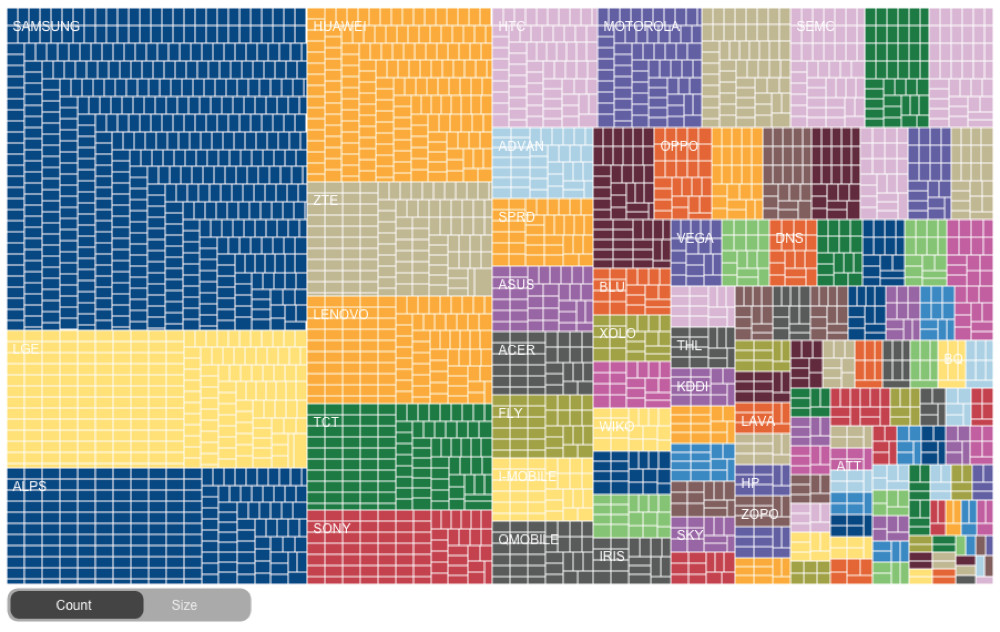 SAMSUNG
HUAWEI
HTC
MOTOROLA
SEMC
ADVAN
OPPO
ZTE
SPRD
VEGA
DNS
ASUS
BLU
LENOVO
XOLO
THL
LGE
ACER
BQ
KDDI
TCT
FLY
WIKO
LAVA
ATT
I-MOBILE
HP
ALPS
ZOPO
SONY
QMOBILE
SKY
IRIS
Count
Size